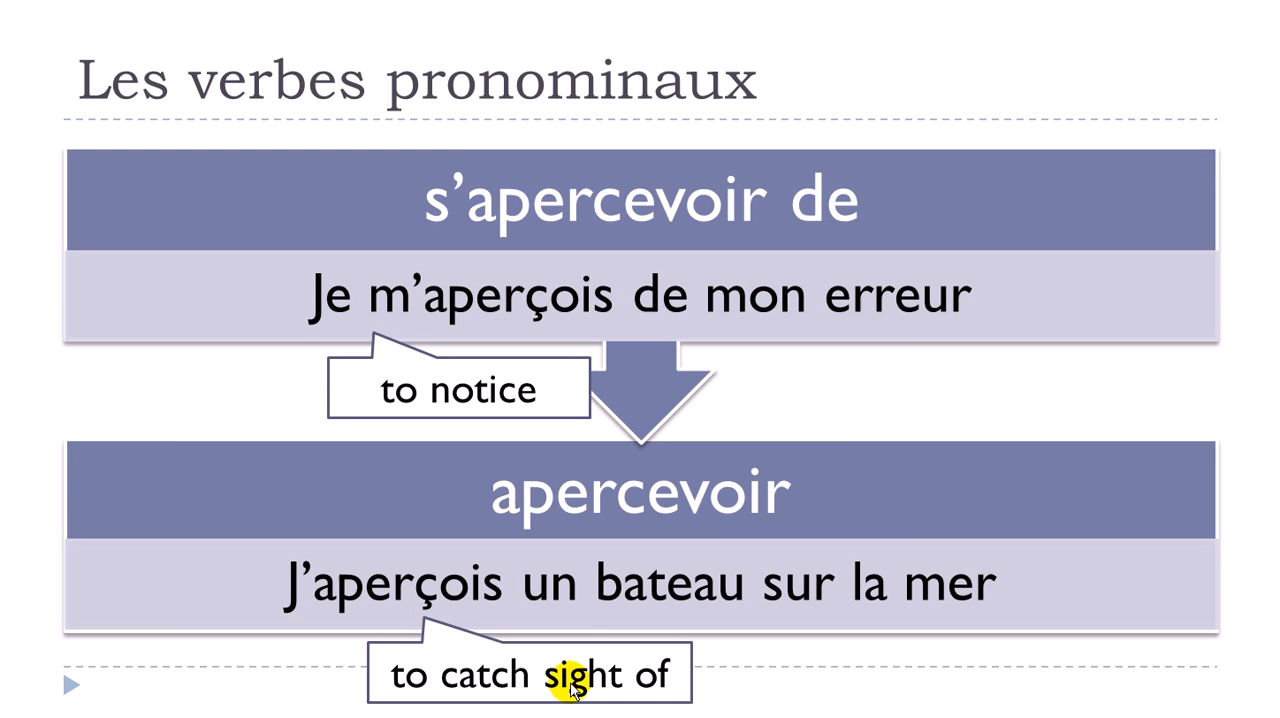 Les verbes pronominaux
s’apercevoir de
Je m’aperçois de mon erreur
to notice
apercevoir
J’aperçois un bateau sur la mer
to catch sight of